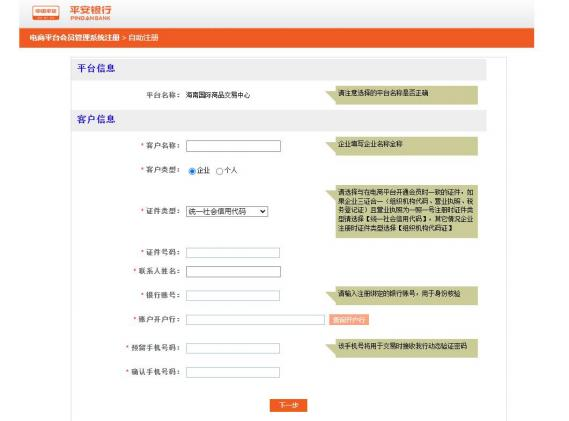 中国平安 平安银行
PINGAN BANK
电商平台会员管理系统注册 > 自助注册
平台信息
平台名称： 海南国际商品交易中心
请注意选择的平台名称是否正确
客户信息
* 客户名称：
企业填写企业名称全称
* 客户类型： 企业 个人
* 证件类型： 统一社会信用代码
请选择与在电商平台开通会员时一致的证件，如
果企业三证合一（组织机构代码、营业执照、税
务登记证）且营业执照为一照一号注册时证件类
型请选择【统一社会信用代码】，其它情况企业
注册时证件类型选择【组织机构代码证】
* 证件号码：
* 联系人姓名：
* 银行账号：
请输入注册绑定的银行账号，用于身份核验
* 账户开户行：
查询开户行
* 预留手机号码：
该手机号将用于交易时接收我行动态验证密码
* 确认手机号码：
下一步